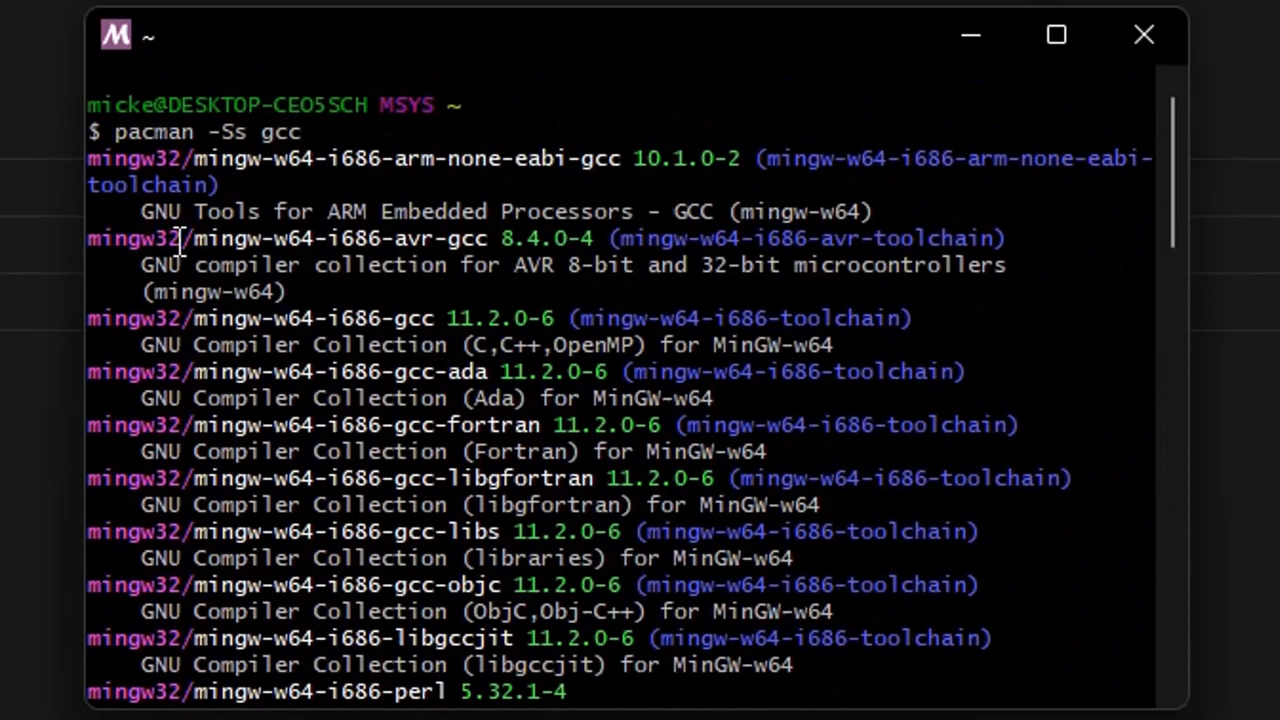 M ~
micke@DESKTOP-CEO5SCH MSYS ~
$ pacman -Ss gcc
mingw32/mingw-w64-i686-arm-none-eabi-gcc 10.1.0-2 (mingw-w64-i686-arm-none-eabi-
toolchain)
GNU Tools for ARM Embedded Processors - GCC (mingw-w64)
mingw32/mingw-w64-i686-avr-gcc 8.4.0-4 (mingw-w64-i686-avr-toolchain)
GNU compiler collection for AVR 8-bit and 32-bit microcontrollers
(mingw-w64)
mingw32/mingw-w64-i686-gcc 11.2.0-6 (mingw-w64-i686-toolchain)
GNU Compiler Collection (C,C++,OpenMP) for MinGW-w64
mingw32/mingw-w64-i686-gcc-ada 11.2.0-6 (mingw-w64-i686-toolchain)
GNU Compiler Collection (Ada) for MinGW-w64
mingw32/mingw-w64-i686-gcc-fortran 11.2.0-6 (mingw-w64-i686-toolchain)
GNU Compiler Collection (Fortran) for MinGW-w64
mingw32/mingw-w64-i686-gcc-libgfortran 11.2.0-6 (mingw-w64-i686-toolchain)
GNU Compiler Collection (libgfortran) for MinGW-w64
mingw32/mingw-w64-i686-gcc-libs 11.2.0-6 (mingw-w64-i686-toolchain)
GNU Compiler Collection (libraries) for MinGW-w64
mingw32/mingw-w64-i686-gcc-objc 11.2.0-6 (mingw-w64-i686-toolchain)
GNU Compiler Collection (ObjC,Obj-C++) for MinGW-w64
mingw32/mingw-w64-i686-libgccjit 11.2.0-6 (mingw-w64-i686-toolchain)
GNU Compiler Collection (libgccjit) for MinGW-w64
mingw32/mingw-w64-i686-perl 5.32.1-4